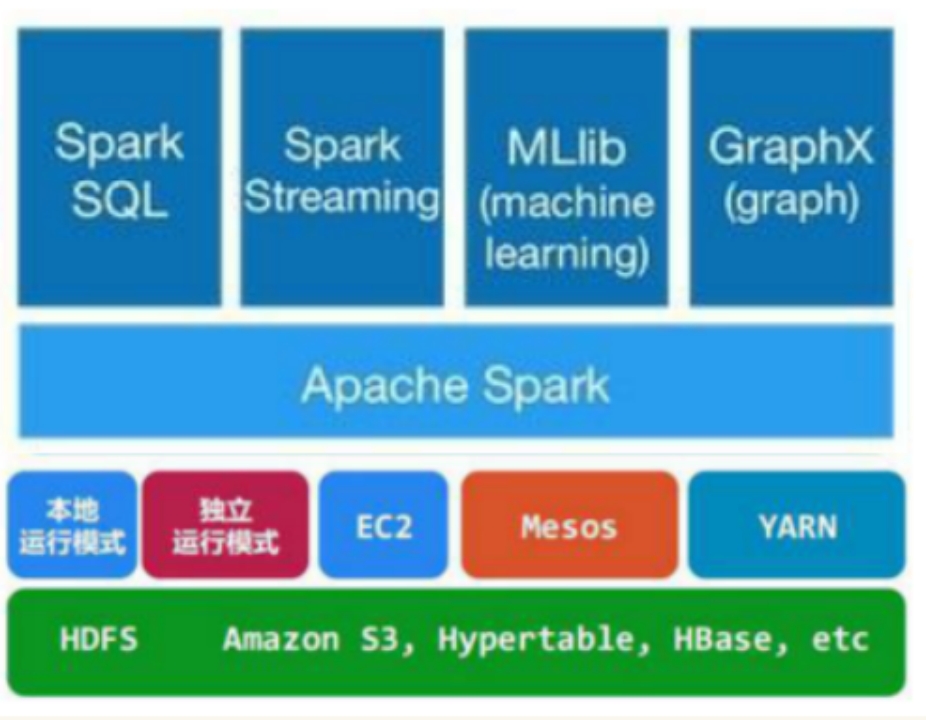 Spark
SQL
Spark
Streaming
MLlib
(machine
learning)
GraphX
(graph)
Apache Spark
本地
运行模式
独立
运行模式
EC2
Mesos
YARN
HDFS Amazon S3, Hypertable, HBase, etc